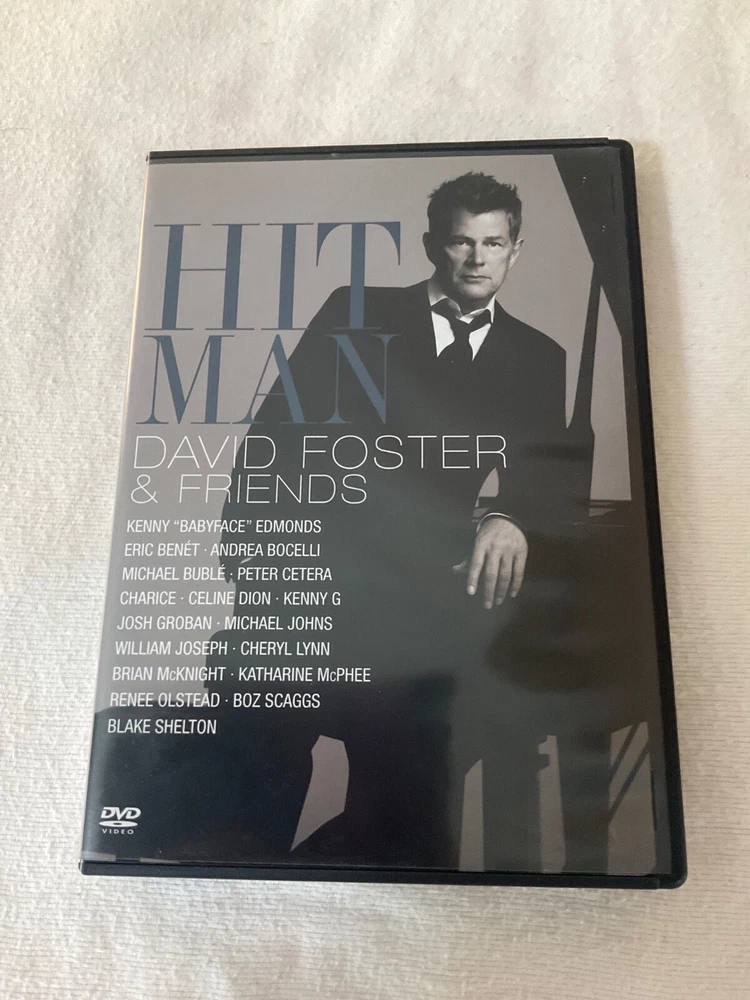 HIT
MAN
DAVID FOSTER
& FRIENDS
KENNY "BABYFACE" EDMONDS
ERIC BENÉT · ANDREA BOCELLI
MICHAEL BUBLÉ · PETER CETERA
CHARICE · CELINE DION · KENNY G
JOSH GROBAN · MICHAEL JOHNS
WILLIAM JOSEPH · CHERYL LYNN
BRIAN McKNIGHT · KATHARINE McPHEE
RENEE OLSTEAD · BOZ SCAGGS
BLAKE SHELTON
DVD
VIDEO